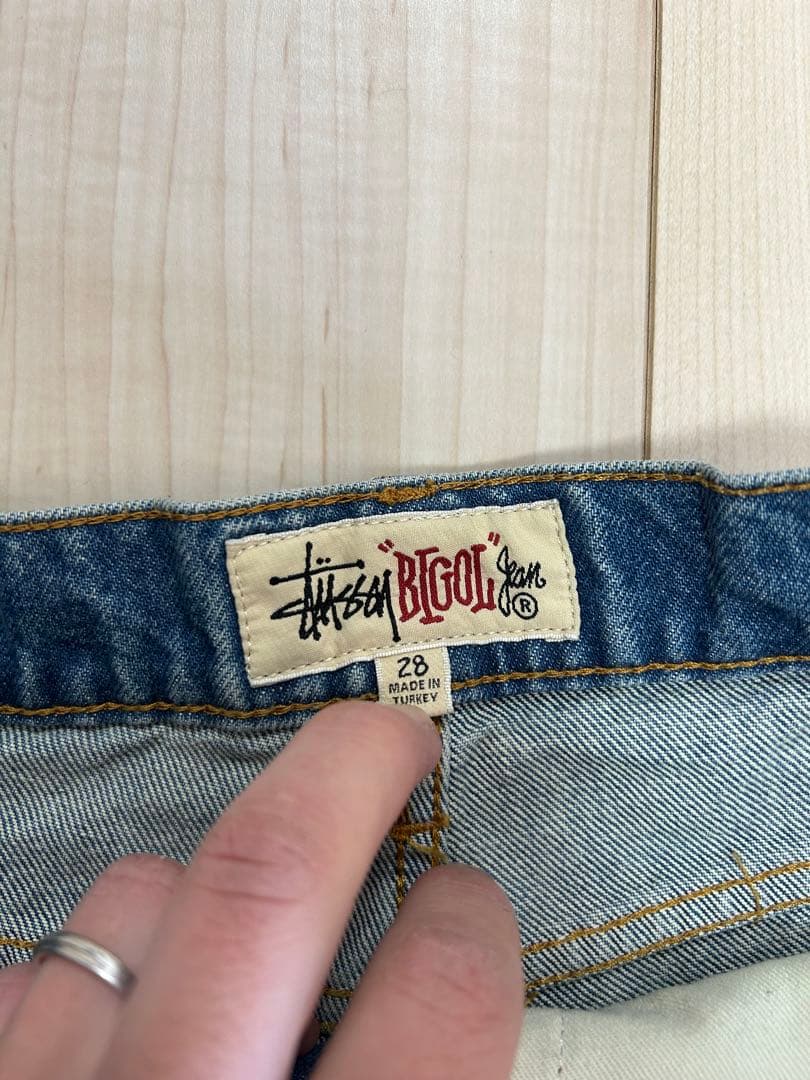 Stüssy "BIGOL" Jean ®
28
MADE IN
TURKEY